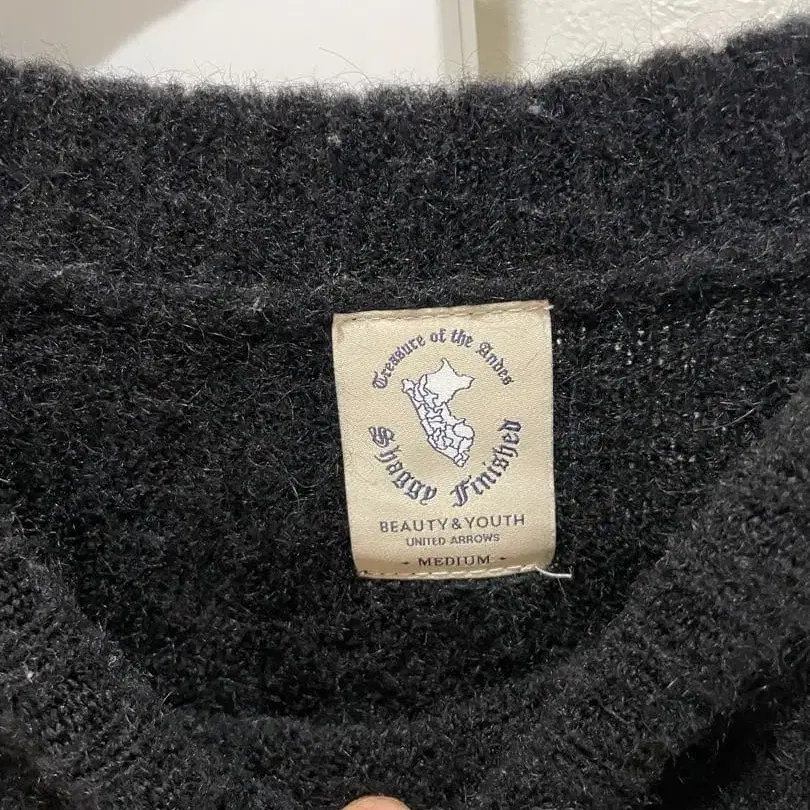 Treasure of the Andes
Shaggy Finished
BEAUTY & YOUTH
UNITED ARROWS
- MEDIUM -